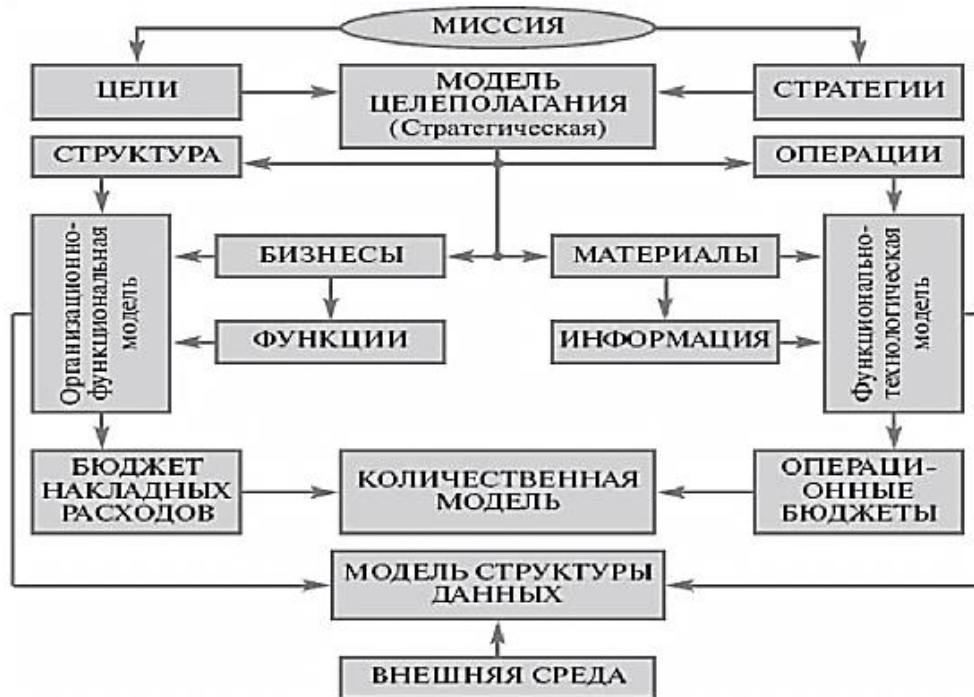 МИССИЯ
ЦЕЛИ
МОДЕЛЬ
ЦЕЛЕПОЛАГАНИЯ
(Стратегическая)
СТРАТЕГИИ
СТРУКТУРА
ОПЕРАЦИИ
Организационно-
функциональная
модель
БИЗНЕСЫ
МАТЕРИАЛЫ
ФУНКЦИИ
ИНФОРМАЦИЯ
Функционально-
технологическая
модель
БЮДЖЕТ
НАКЛАДНЫХ
РАСХОДОВ
КОЛИЧЕСТВЕННАЯ
МОДЕЛЬ
ОПЕРАЦИ-
ОННЫЕ
БЮДЖЕТЫ
МОДЕЛЬ СТРУКТУРЫ
ДАННЫХ
ВНЕШНЯЯ СРЕДА